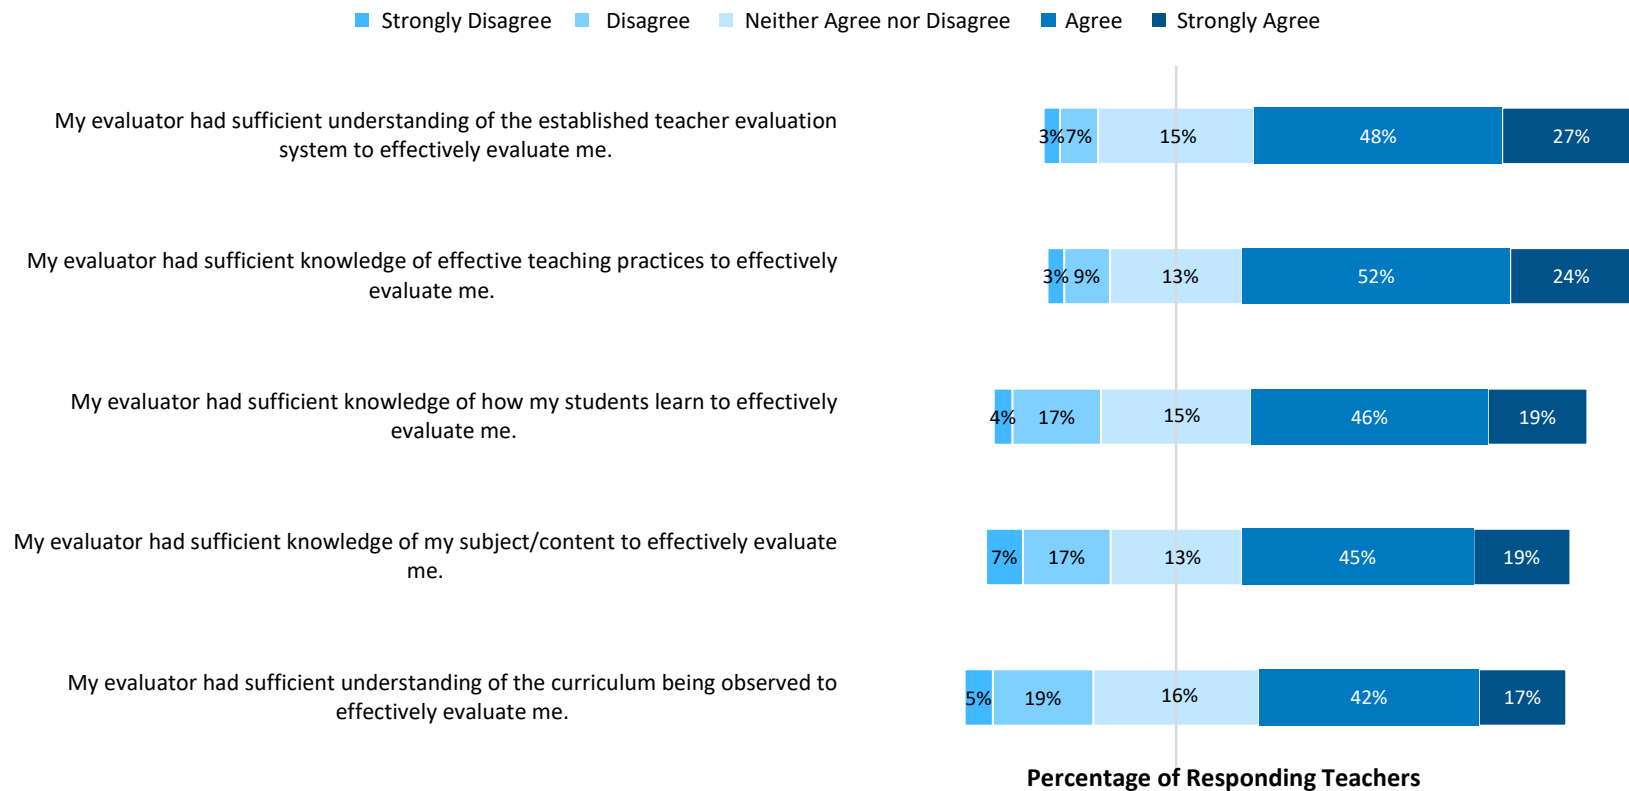 Strongly Disagree Disagree Neither Agree nor Disagree Agree Strongly Agree
My evaluator had sufficient understanding of the established teacher evaluation
system to effectively evaluate me.
3% 7% 15% 48% 27%
My evaluator had sufficient knowledge of effective teaching practices to effectively
evaluate me.
3% 9% 13% 52% 24%
My evaluator had sufficient knowledge of how my students learn to effectively
evaluate me.
4% 17% 15% 46% 19%
My evaluator had sufficient knowledge of my subject/content to effectively evaluate
me.
7% 17% 13% 45% 19%
My evaluator had sufficient understanding of the curriculum being observed to
effectively evaluate me.
5% 19% 16% 42% 17%
Percentage of Responding Teachers